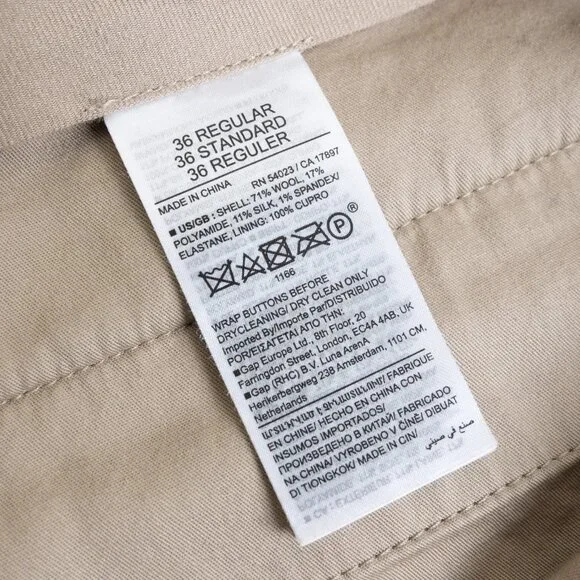 36 REGULAR
36 STANDARD
36 REGULER
MADE IN CHINA RN 54023 / CA 17897
■ US/GB : SHELL: 71% WOOL, 17%
POLYAMIDE, 11% SILK, 1% SPANDEX/
ELASTANE, LINING: 100% CUPRO
P®
1166
WRAP BUTTONS BEFORE
DRYCLEANING/ DRY CLEAN ONLY
Imported By/Importe Par/DISTRIBUIDO
POR/ΕΙΣΑΓΕΤΑΙ ΑΠΟ ΤΗΝ:
■Gap Europe Ltd., 8th Floor, 20
Farringdon Street, London, EC4A 4AB, UK
■Gap (RHC) B.V. Luna ArenA
Herikerbergweg 238 Amsterdam, 1101 CM,
Netherlands
EN CHINE/ HECHO EN CHINA CON
INSUMOS IMPORTADOS/
ПРОИЗВЕДЕНО В КИТАЙ/ FABRICADO
NA CHINA/ VYROBENO V ČÍNĚ/ DIBUAT
DI TIONGKOK/ MADE IN CIN/ صنع في صيني